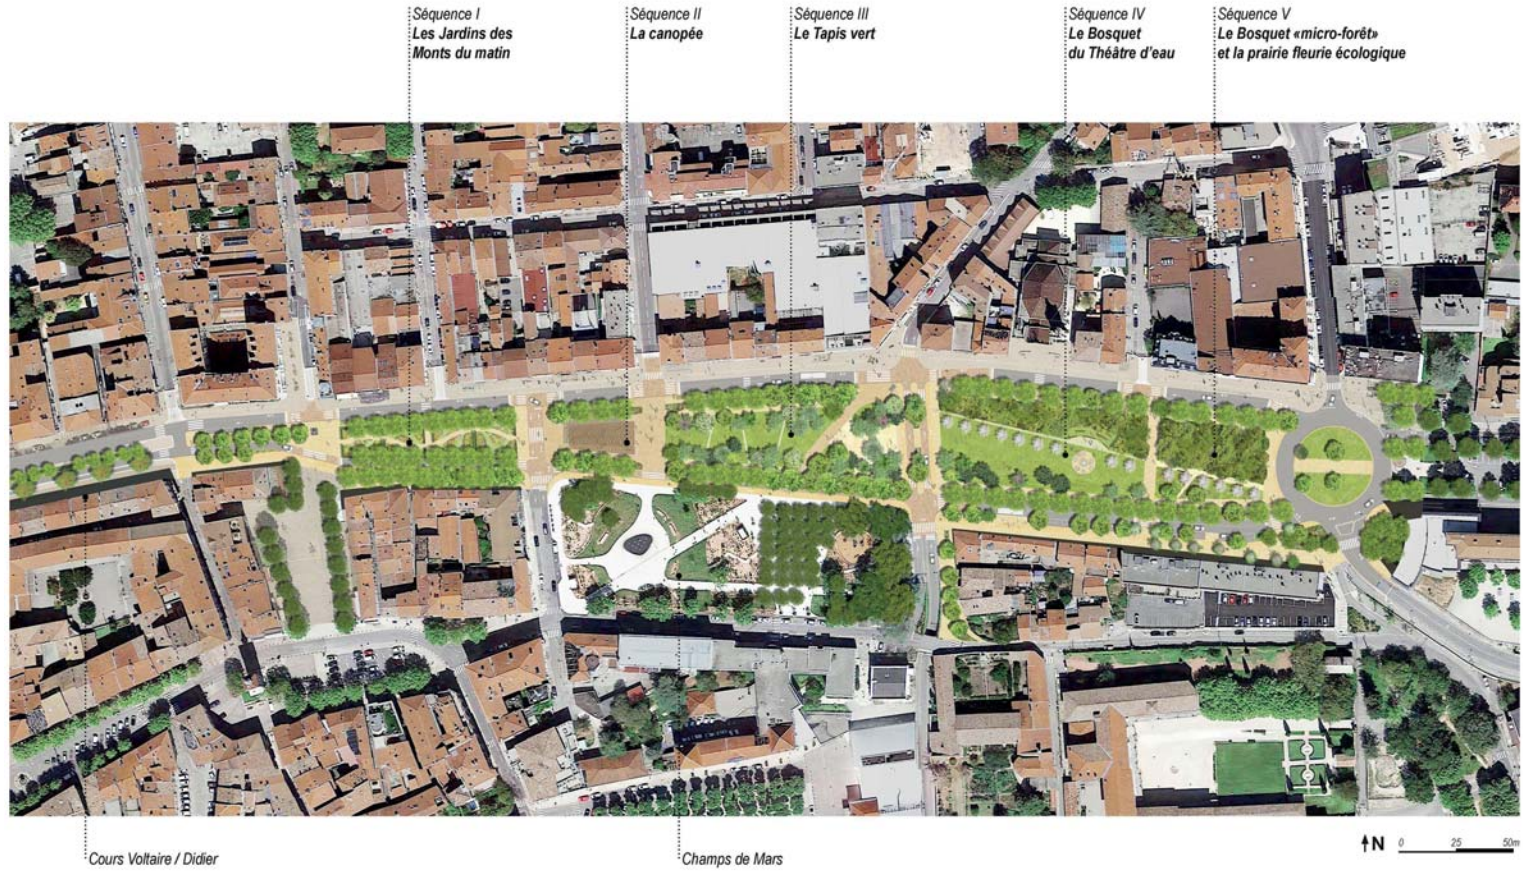 Séquence I
Les Jardins des
Monts du matin
Séquence II
La canopée
Séquence III
Le Tapis vert
Séquence IV
Le Bosquet
du Théâtre d'eau
Séquence V
Le Bosquet «micro-forêt»
et la prairie fleurie écologique
Cours Voltaire / Didier
Champs de Mars
N 0 25 50m